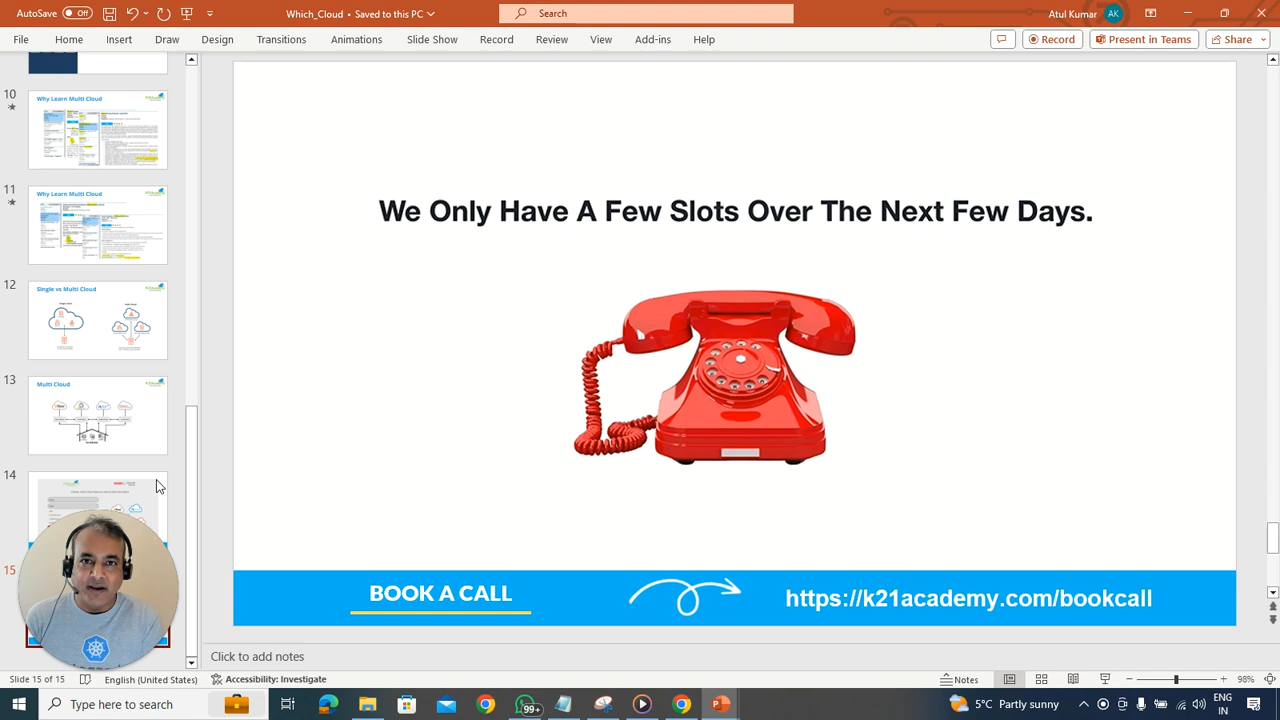 AutoSave Off
Which_Cloud • Saved to this PC
Search
Atul Kumar AK
File Home Insert Draw Design Transitions Animations Slide Show Record Review View Add-ins Help
Record
Present in Teams
Share
10
Why Learn Multi Cloud
11
Why Learn Multi Cloud
12
Single vs Multi Cloud
13
Multi Cloud
14
15
We Only Have A Few Slots Over The Next Few Days.
BOOK A CALL
https://k21academy.com/bookcall
Click to add notes
Slide 15 of 15
English (United States)
Accessibility: Investigate
Notes
98%
Type here to search
99+
5°C Partly sunny
ENG
IN